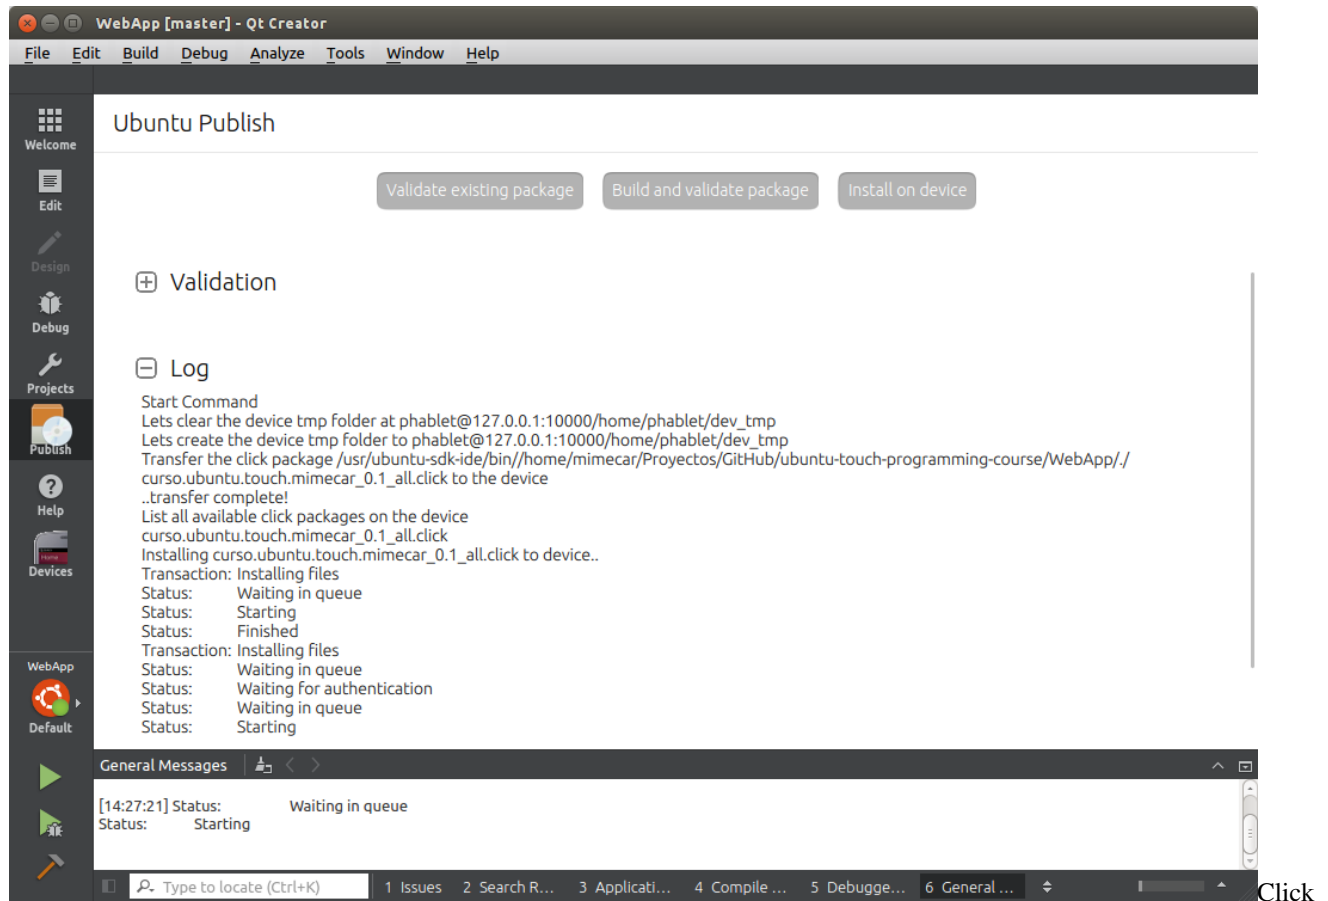 WebApp [master] - Qt Creator
File Edit Build Debug Analyze Tools Window Help
Welcome
Edit
Design
Debug
Projects
Publish
Help
Devices
WebApp
Default
Ubuntu Publish
Validate existing package
Build and validate package
Install on device
Validation
Log
Start Command
Lets clear the device tmp folder at phablet@127.0.0.1:10000/home/phablet/dev_tmp
Lets create the device tmp folder to phablet@127.0.0.1:10000/home/phablet/dev_tmp
Transfer the click package /usr/ubuntu-sdk-ide/bin//home/mimecar/Proyectos/GitHub/ubuntu-touch-programming-course/WebApp/./
curso.ubuntu.touch.mimecar_0.1_all.click to the device
..transfer complete!
List all available click packages on the device
curso.ubuntu.touch.mimecar_0.1_all.click
Installing curso.ubuntu.touch.mimecar_0.1_all.click to device..
Transaction: Installing files
Status: Waiting in queue
Status: Starting
Status: Finished
Transaction: Installing files
Status: Waiting in queue
Status: Waiting for authentication
Status: Waiting in queue
Status: Starting
General Messages
[14:27:21] Status: Waiting in queue
Status: Starting
Type to locate (Ctrl+K)
1 Issues
2 Search R...
3 Applicati...
4 Compile ...
5 Debugge...
6 General ...
Click